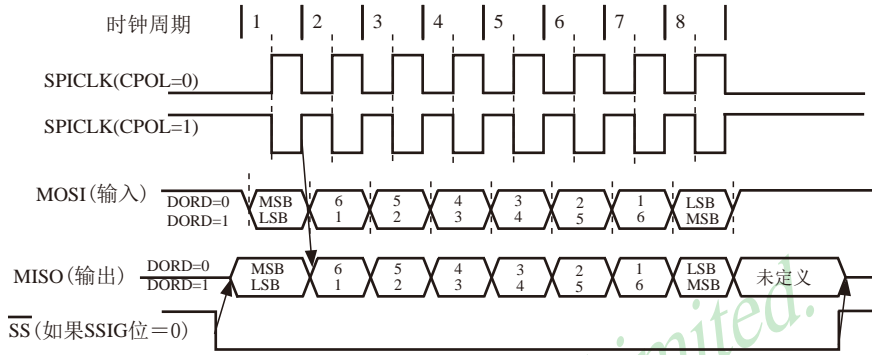 时钟周期 1 2 3 4 5 6 7 8
SPICLK(CPOL=0)
SPICLK(CPOL=1)
MOSI(输入) DORD=0 MSB 6 5 4 3 2 1 LSB
DORD=1 LSB 1 2 3 4 5 6 MSB
MISO(输出) DORD=0 MSB 6 5 4 3 2 1 LSB 未定义
DORD=1 LSB 1 2 3 4 5 6 MSB
SS(如果SSIG位=0)
imited.